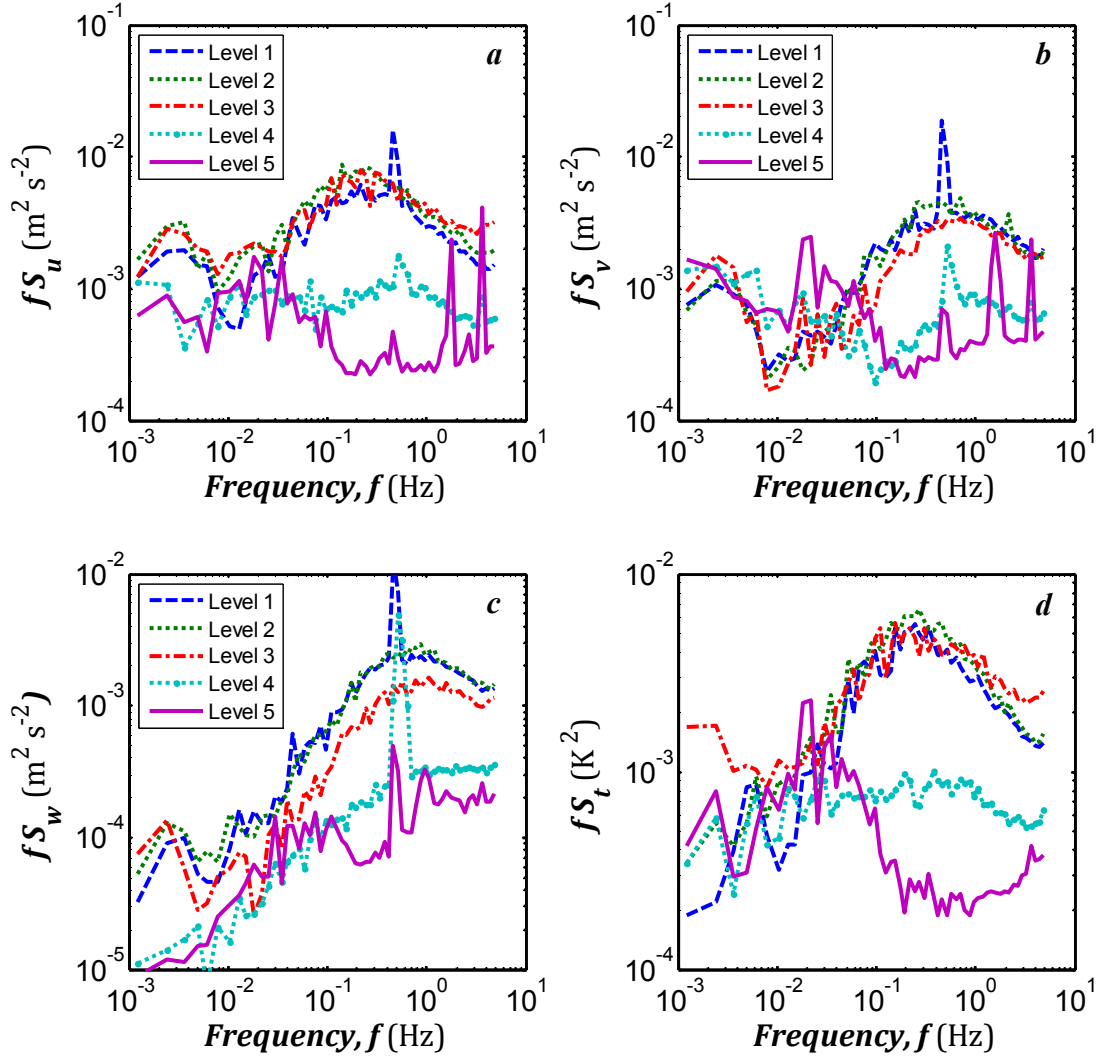 10^-1
10^-2
10^-3
10^-4
fS_u (m^2 s^-2)
Level 1
Level 2
Level 3
Level 4
Level 5
a
10^-3 10^-2 10^-1 10^0 10^1
Frequency, f (Hz)
10^-1
10^-2
10^-3
10^-4
fS_v (m^2 s^-2)
Level 1
Level 2
Level 3
Level 4
Level 5
b
10^-3 10^-2 10^-1 10^0 10^1
Frequency, f (Hz)
10^-2
10^-3
10^-4
10^-5
fS_w (m^2 s^-2)
Level 1
Level 2
Level 3
Level 4
Level 5
c
10^-3 10^-2 10^-1 10^0 10^1
Frequency, f (Hz)
10^-2
10^-3
10^-4
fS_t (K^2)
d
10^-3 10^-2 10^-1 10^0 10^1
Frequency, f (Hz)